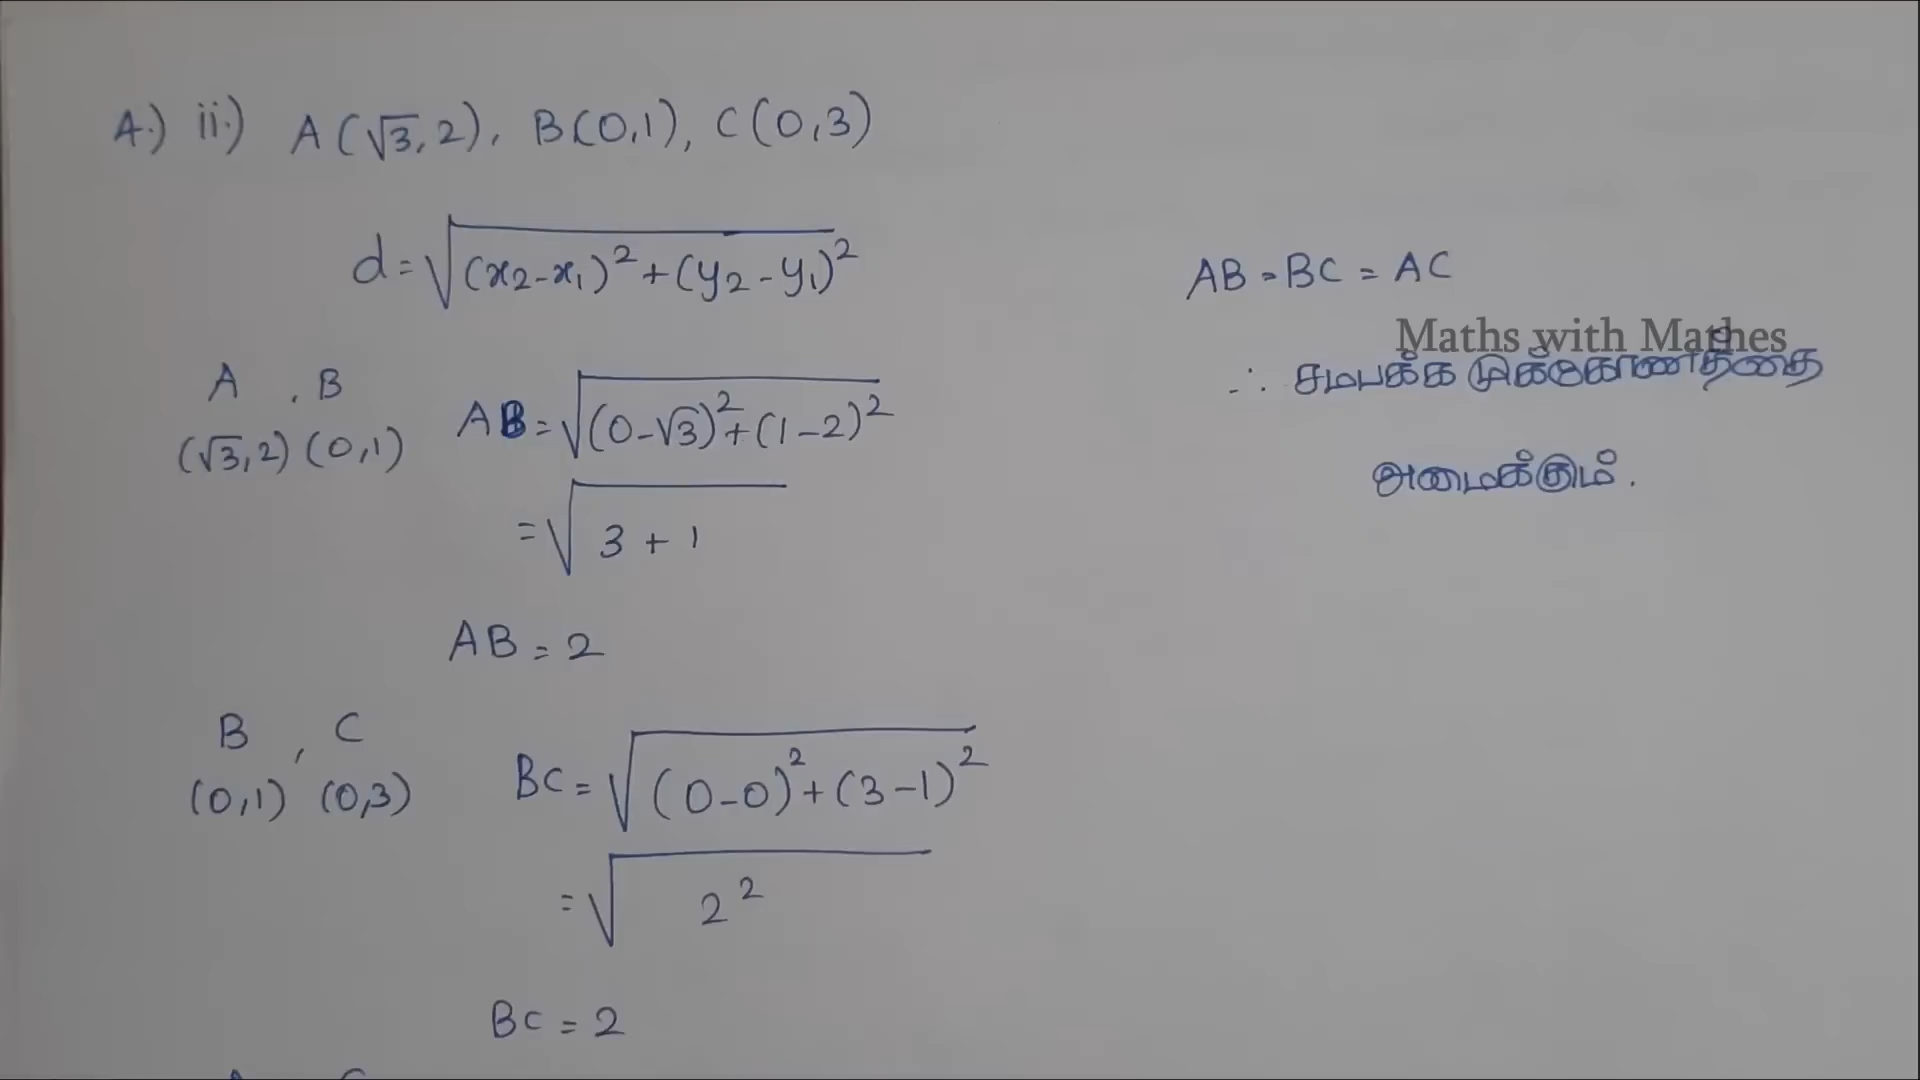 4.) ii.) A(√3, 2), B(0,1), C(0,3)
d = √(x₂-x₁)² + (y₂-y₁)²
A , B
(√3,2) (0,1)
AB = √(0-√3)² + (1-2)²
= √3 + 1
AB = 2
B , C
(0,1) (0,3)
BC = √(0-0)² + (3-1)²
= √2²
BC = 2
AB = BC = AC
Maths with Mathes
∴ சமபக்க முக்கோணத்தை
அமைக்கும்.